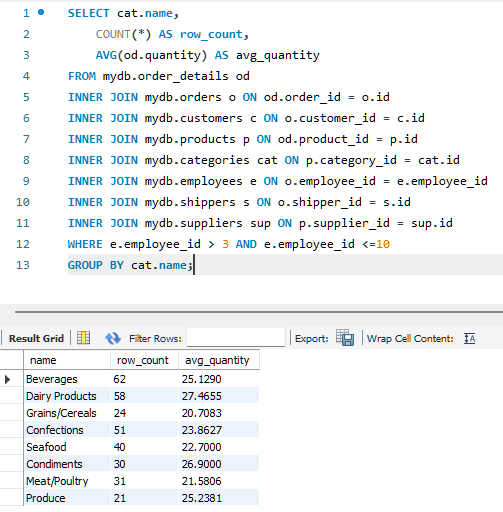 1 SELECT cat.name,
2 COUNT(*) AS row_count,
3 AVG(od.quantity) AS avg_quantity
4 FROM mydb.order_details od
5 INNER JOIN mydb.orders o ON od.order_id = o.id
6 INNER JOIN mydb.customers c ON o.customer_id = c.id
7 INNER JOIN mydb.products p ON od.product_id = p.id
8 INNER JOIN mydb.categories cat ON p.category_id = cat.id
9 INNER JOIN mydb.employees e ON o.employee_id = e.employee_id
10 INNER JOIN mydb.shippers s ON o.shipper_id = s.id
11 INNER JOIN mydb.suppliers sup ON p.supplier_id = sup.id
12 WHERE e.employee_id > 3 AND e.employee_id <=10
13 GROUP BY cat.name;
Result Grid Filter Rows: Export: Wrap Cell Content: IA
name row_count avg_quantity
Beverages 62 25.1290
Dairy Products 58 27.4655
Grains/Cereals 24 20.7083
Confections 51 23.8627
Seafood 40 22.7000
Condiments 30 26.9000
Meat/Poultry 31 21.5806
Produce 21 25.2381